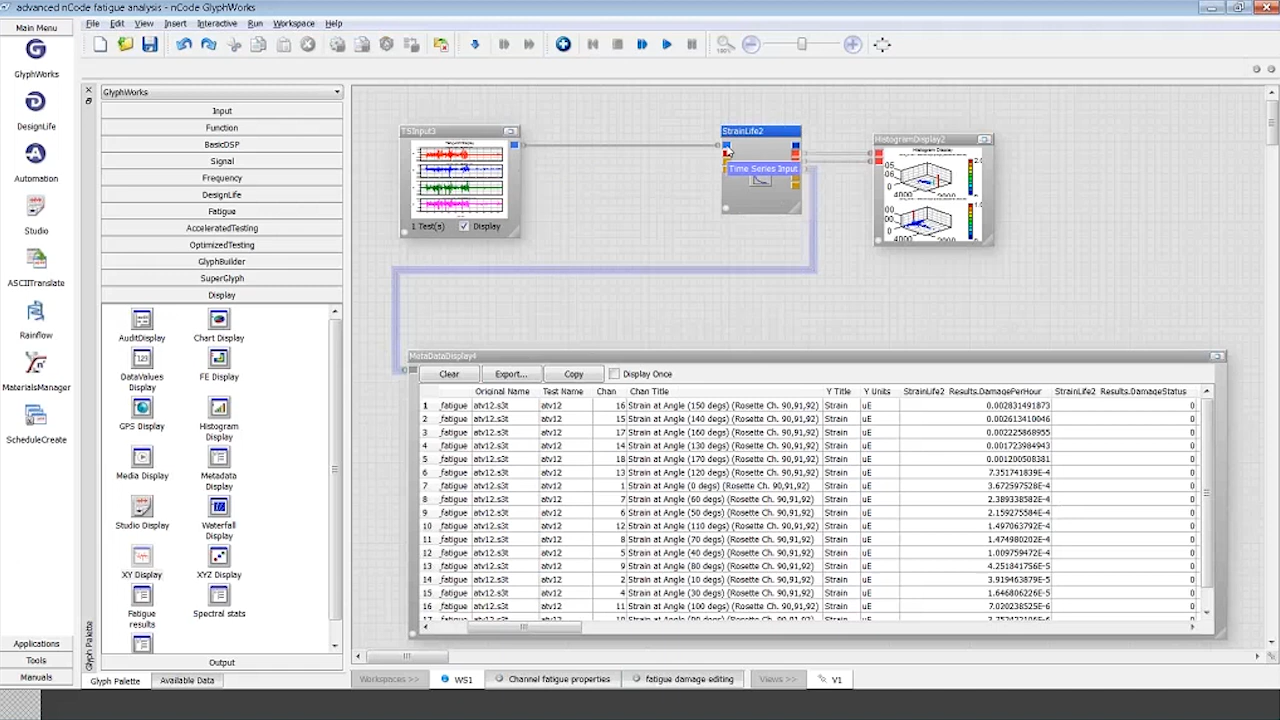 advanced nCode fatigue analysis - nCode GlyphWorks
Main Menu
File Edit View Insert Interactive Run Workspace Help
GlyphWorks
DesignLife
Automation
Studio
ASCIITranslate
Rainflow
MaterialsManager
ScheduleCreate
Applications
Tools
Manuals
GlyphWorks
Input
Function
BasicDSP
Signal
Frequency
DesignLife
Fatigue
AcceleratedTesting
OptimizedTesting
GlyphBuilder
SuperGlyph
Display
AuditDisplay
Chart Display
DataValues Display
FE Display
GPS Display
Histogram Display
Media Display
Metadata Display
Studio Display
Waterfall Display
XY Display
XYZ Display
Fatigue results
Spectral stats
Output
Glyph Palette
Glyph Palette Available Data
TSInput3
1 Test(s) Display
StrainLife2
Time Series Input
HistogramDisplay2
Histogram Display
4000
4000
MetaDataDisplay4
Clear Export... Copy Display Once
Original Name Test Name Chan Chan Title Y Title Y Units StrainLife2_Results.DamagePerHour StrainLife2_Results.DamageStatus
1 _fatigue atv12.s3t atv12 16 Strain at Angle (150 degs) (Rosette Ch. 90,91,92) Strain uE 0.002831491873 0
2 _fatigue atv12.s3t atv12 15 Strain at Angle (140 degs) (Rosette Ch. 90,91,92) Strain uE 0.002613410046 0
3 _fatigue atv12.s3t atv12 17 Strain at Angle (160 degs) (Rosette Ch. 90,91,92) Strain uE 0.002225868955 0
4 _fatigue atv12.s3t atv12 14 Strain at Angle (130 degs) (Rosette Ch. 90,91,92) Strain uE 0.001723984943 0
5 _fatigue atv12.s3t atv12 18 Strain at Angle (170 degs) (Rosette Ch. 90,91,92) Strain uE 0.001200508381 0
6 _fatigue atv12.s3t atv12 13 Strain at Angle (120 degs) (Rosette Ch. 90,91,92) Strain uE 7.351741839E-4 0
7 _fatigue atv12.s3t atv12 1 Strain at Angle (0 degs) (Rosette Ch. 90,91,92) Strain uE 3.672597528E-4 0
8 _fatigue atv12.s3t atv12 7 Strain at Angle (60 degs) (Rosette Ch. 90,91,92) Strain uE 2.389338582E-4 0
9 _fatigue atv12.s3t atv12 6 Strain at Angle (50 degs) (Rosette Ch. 90,91,92) Strain uE 2.159275584E-4 0
10 _fatigue atv12.s3t atv12 12 Strain at Angle (110 degs) (Rosette Ch. 90,91,92) Strain uE 1.497063792E-4 0
11 _fatigue atv12.s3t atv12 8 Strain at Angle (70 degs) (Rosette Ch. 90,91,92) Strain uE 1.474980202E-4 0
12 _fatigue atv12.s3t atv12 5 Strain at Angle (40 degs) (Rosette Ch. 90,91,92) Strain uE 1.009759472E-4 0
13 _fatigue atv12.s3t atv12 9 Strain at Angle (80 degs) (Rosette Ch. 90,91,92) Strain uE 4.251841756E-5 0
14 _fatigue atv12.s3t atv12 2 Strain at Angle (10 degs) (Rosette Ch. 90,91,92) Strain uE 3.919463879E-5 0
15 _fatigue atv12.s3t atv12 4 Strain at Angle (30 degs) (Rosette Ch. 90,91,92) Strain uE 1.646806226E-5 0
16 _fatigue atv12.s3t atv12 11 Strain at Angle (100 degs) (Rosette Ch. 90,91,92) Strain uE 7.020238525E-6 0
Workspaces >> WS1 Channel fatigue properties fatigue damage editing Views >> V1